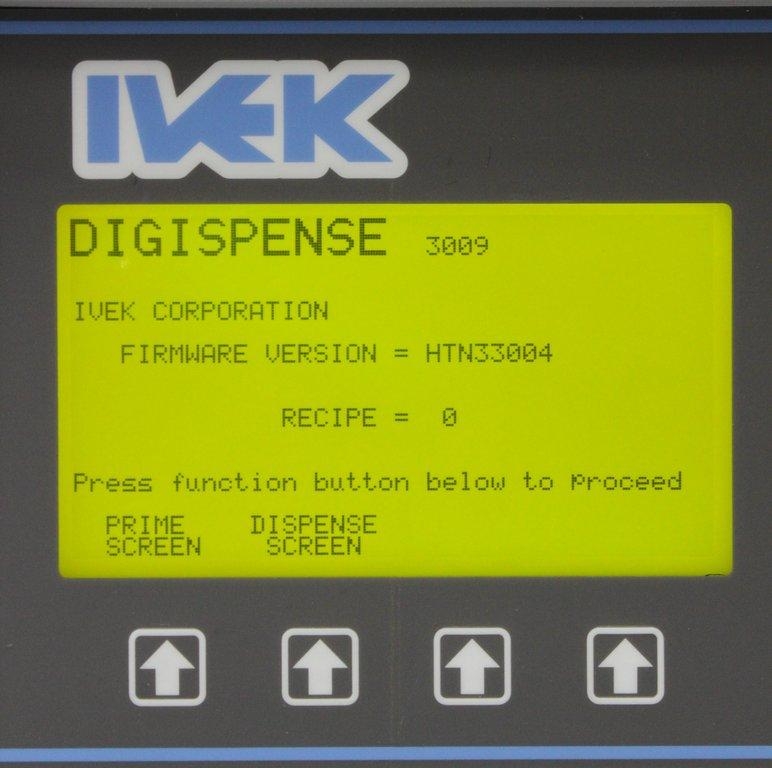 IVEK
DIGISPENSE 3009
IVEK CORPORATION
FIRMWARE VERSION = HTN33004
RECIPE = 0
Press function button below to Proceed
PRIME DISPENSE
SCREEN SCREEN